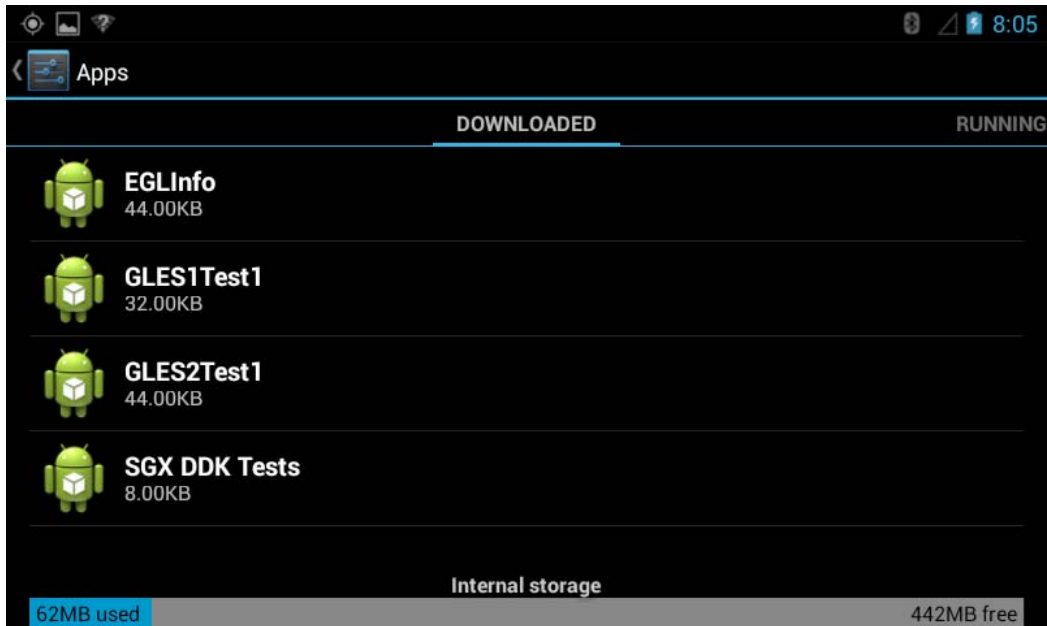 8:05
Apps
DOWNLOADED RUNNING
EGLInfo
44.00KB
GLES1Test1
32.00KB
GLES2Test1
44.00KB
SGX DDK Tests
8.00KB
Internal storage
62MB used 442MB free